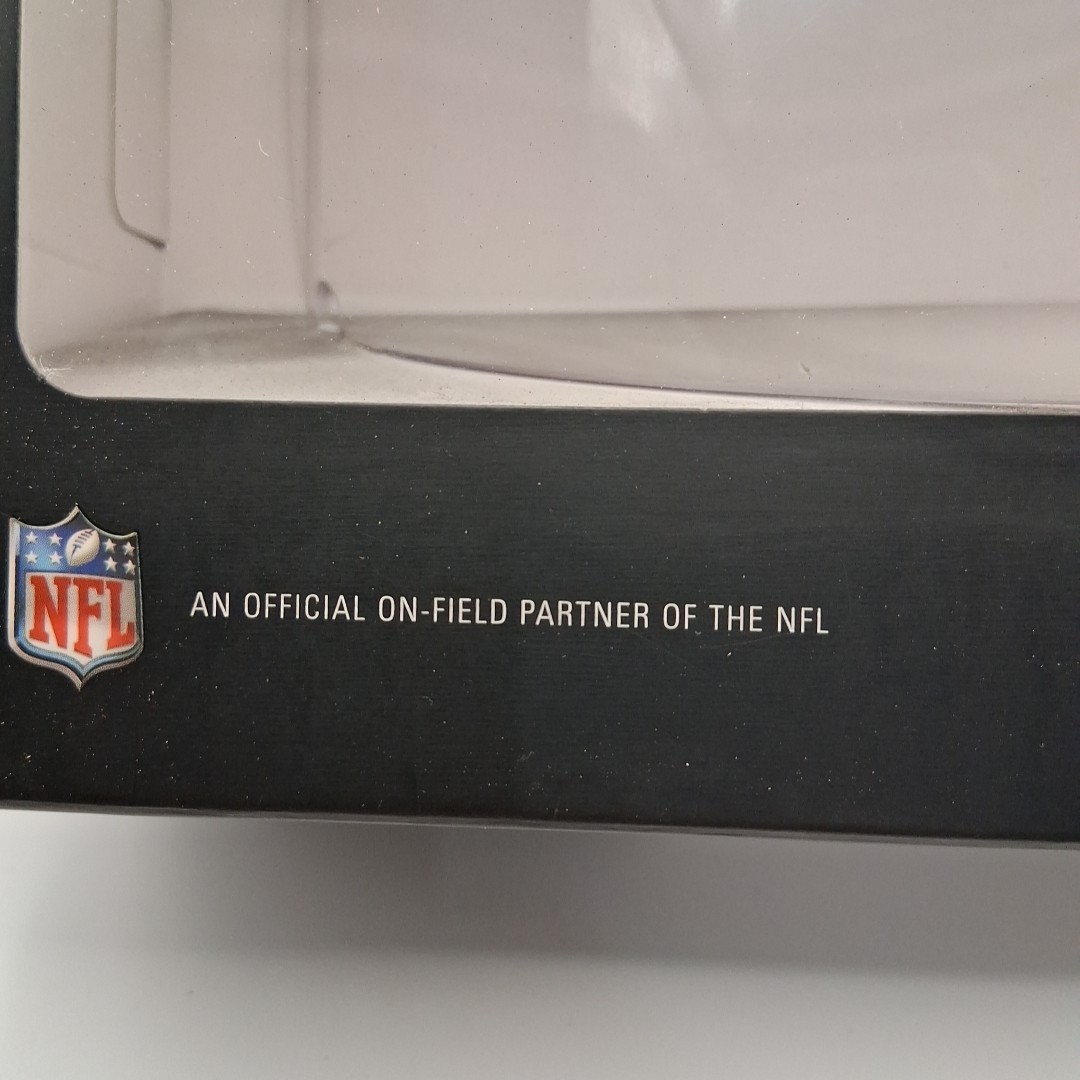 NFL
AN OFFICIAL ON-FIELD PARTNER OF THE NFL